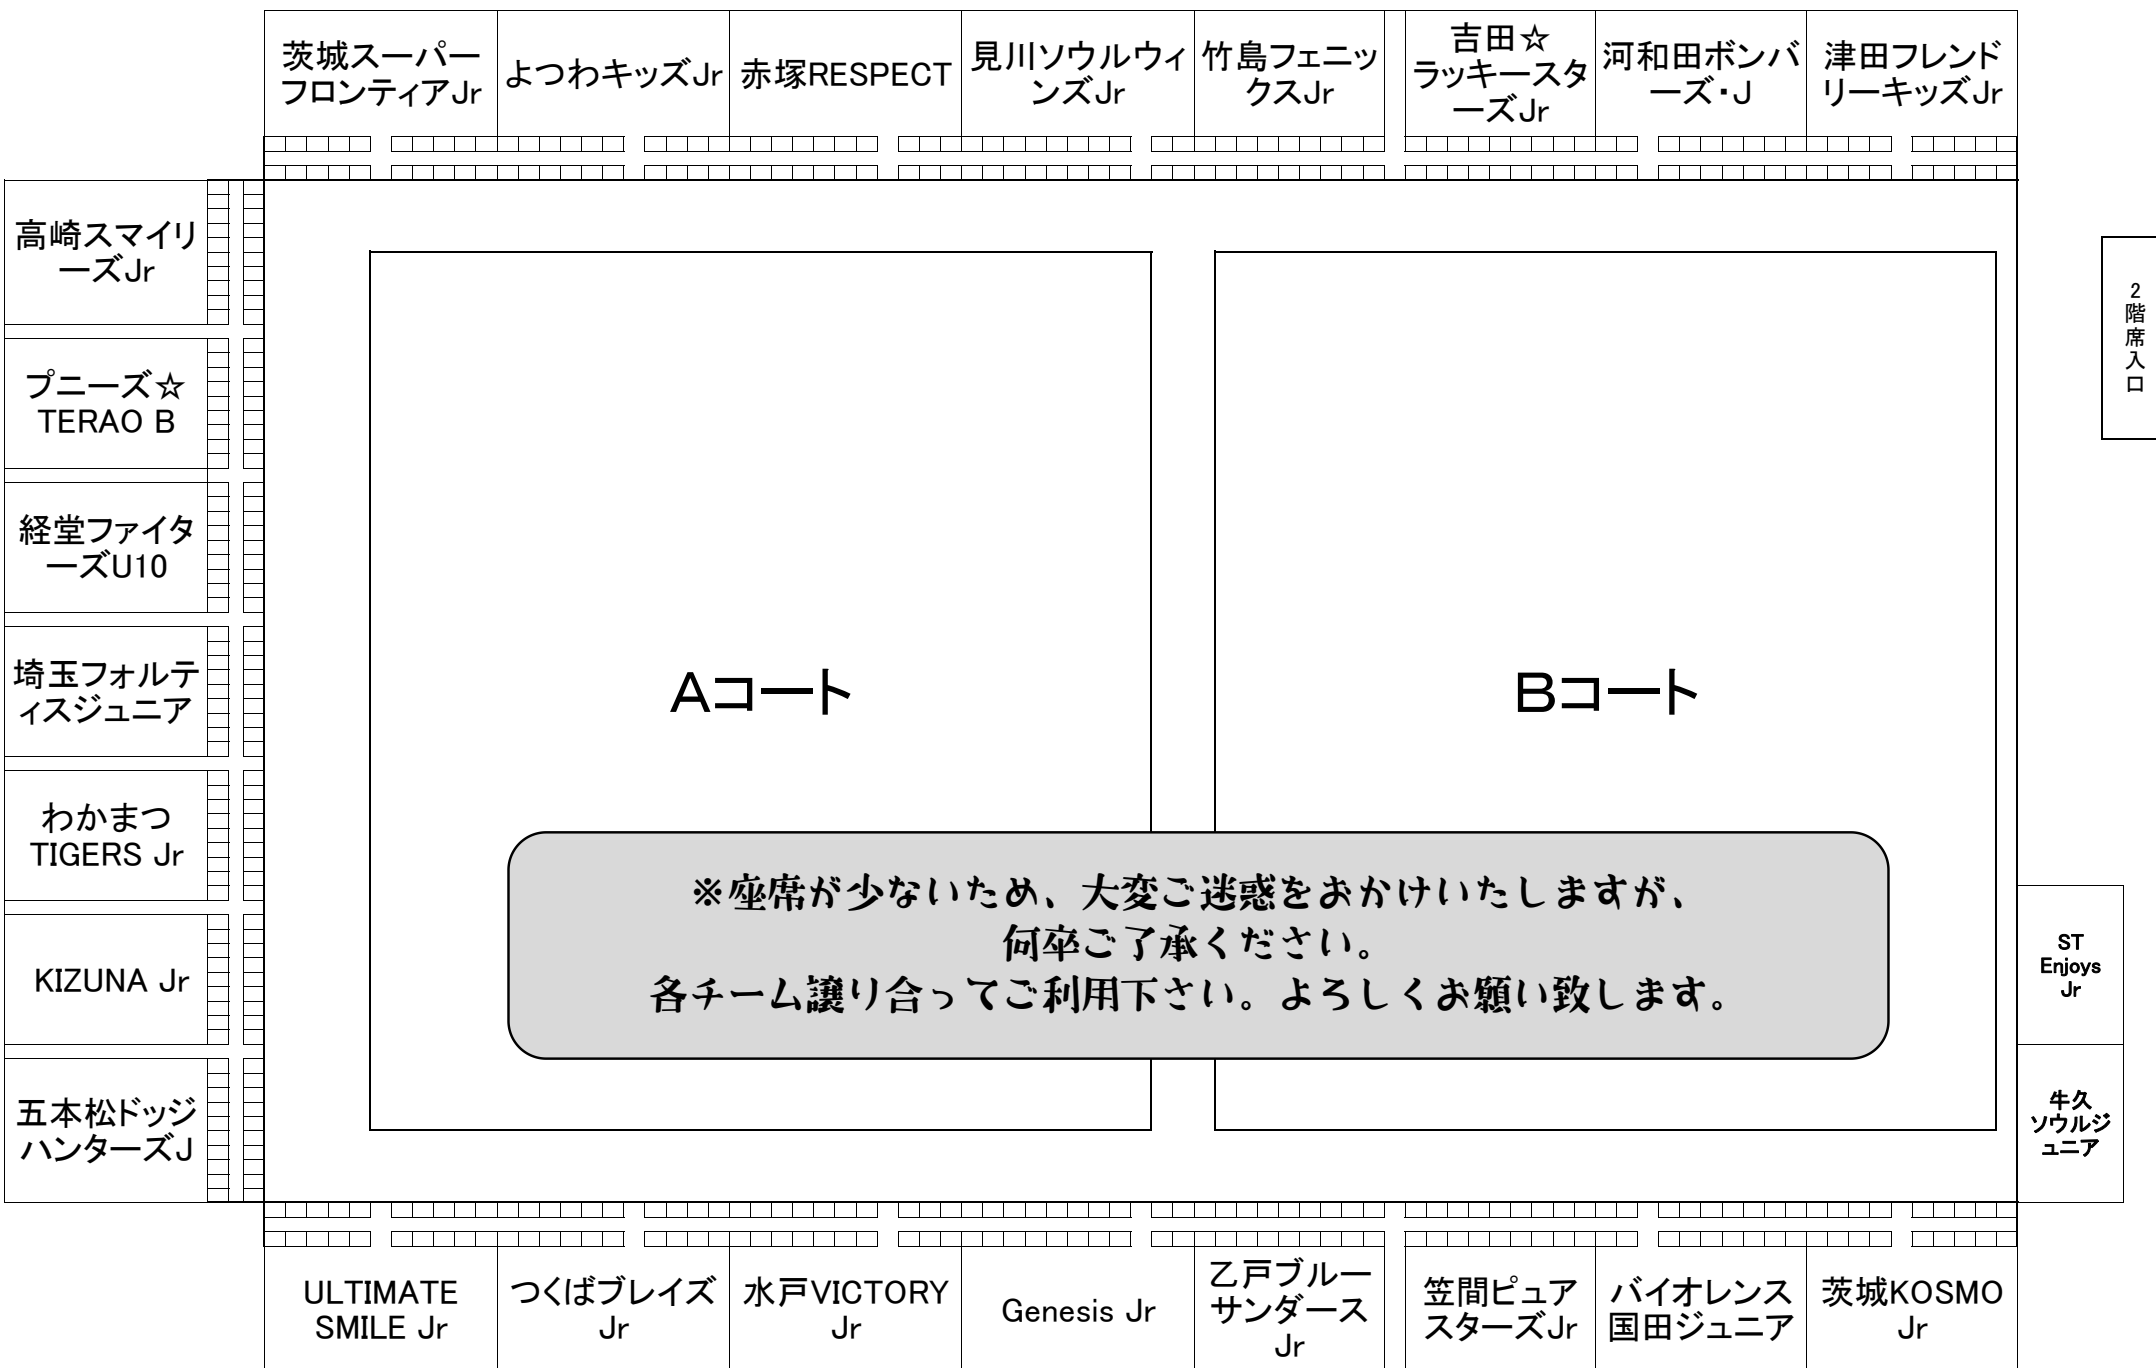 茨城スーパー
フロンティアJr
よつわキッズJr
赤塚RESPECT
見川ソウルウィ
ンズJr
竹島フェニッ
クスJr
吉田☆
ラッキースタ
ーズJr
河和田ボンバ
ーズ・J
津田フレンド
リーキッズJr
高崎スマイリ
ーズJr
プニーズ☆
TERAO B
経堂ファイタ
ーズU10
埼玉フォルテ
ィスジュニア
わかまつ
TIGERS Jr
KIZUNA Jr
五本松ドッジ
ハンターズJ
Aコート
Bコート
※座席が少ないため、大変ご迷惑をおかけいたしますが、
何卒ご了承ください。
各チーム譲り合ってご利用下さい。よろしくお願い致します。
2
階
席
入
口
ST
Enjoys
Jr
牛久
ソウルジ
ュニア
ULTIMATE
SMILE Jr
つくばブレイズ
Jr
水戸VICTORY
Jr
Genesis Jr
乙戸ブルー
サンダース
Jr
笠間ピュア
スターズJr
バイオレンス
国田ジュニア
茨城KOSMO
Jr